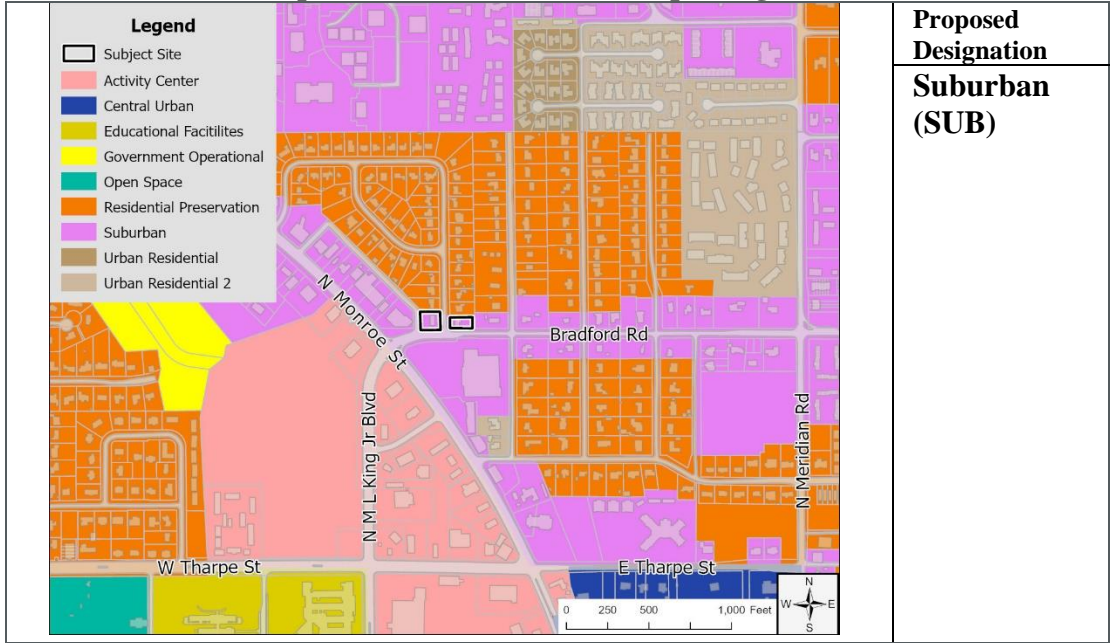 Legend
Subject Site
Activity Center
Central Urban
Educational Facitilites
Government Operational
Open Space
Residential Preservation
Suburban
Urban Residential
Urban Residential 2
N Monroe St
Bradford Rd
N M L King Jr Blvd
N Meridian Rd
W Tharpe St
E Tharpe St
0 250 500 1,000 Feet
N
W E
S
Proposed
Designation
Suburban
(SUB)